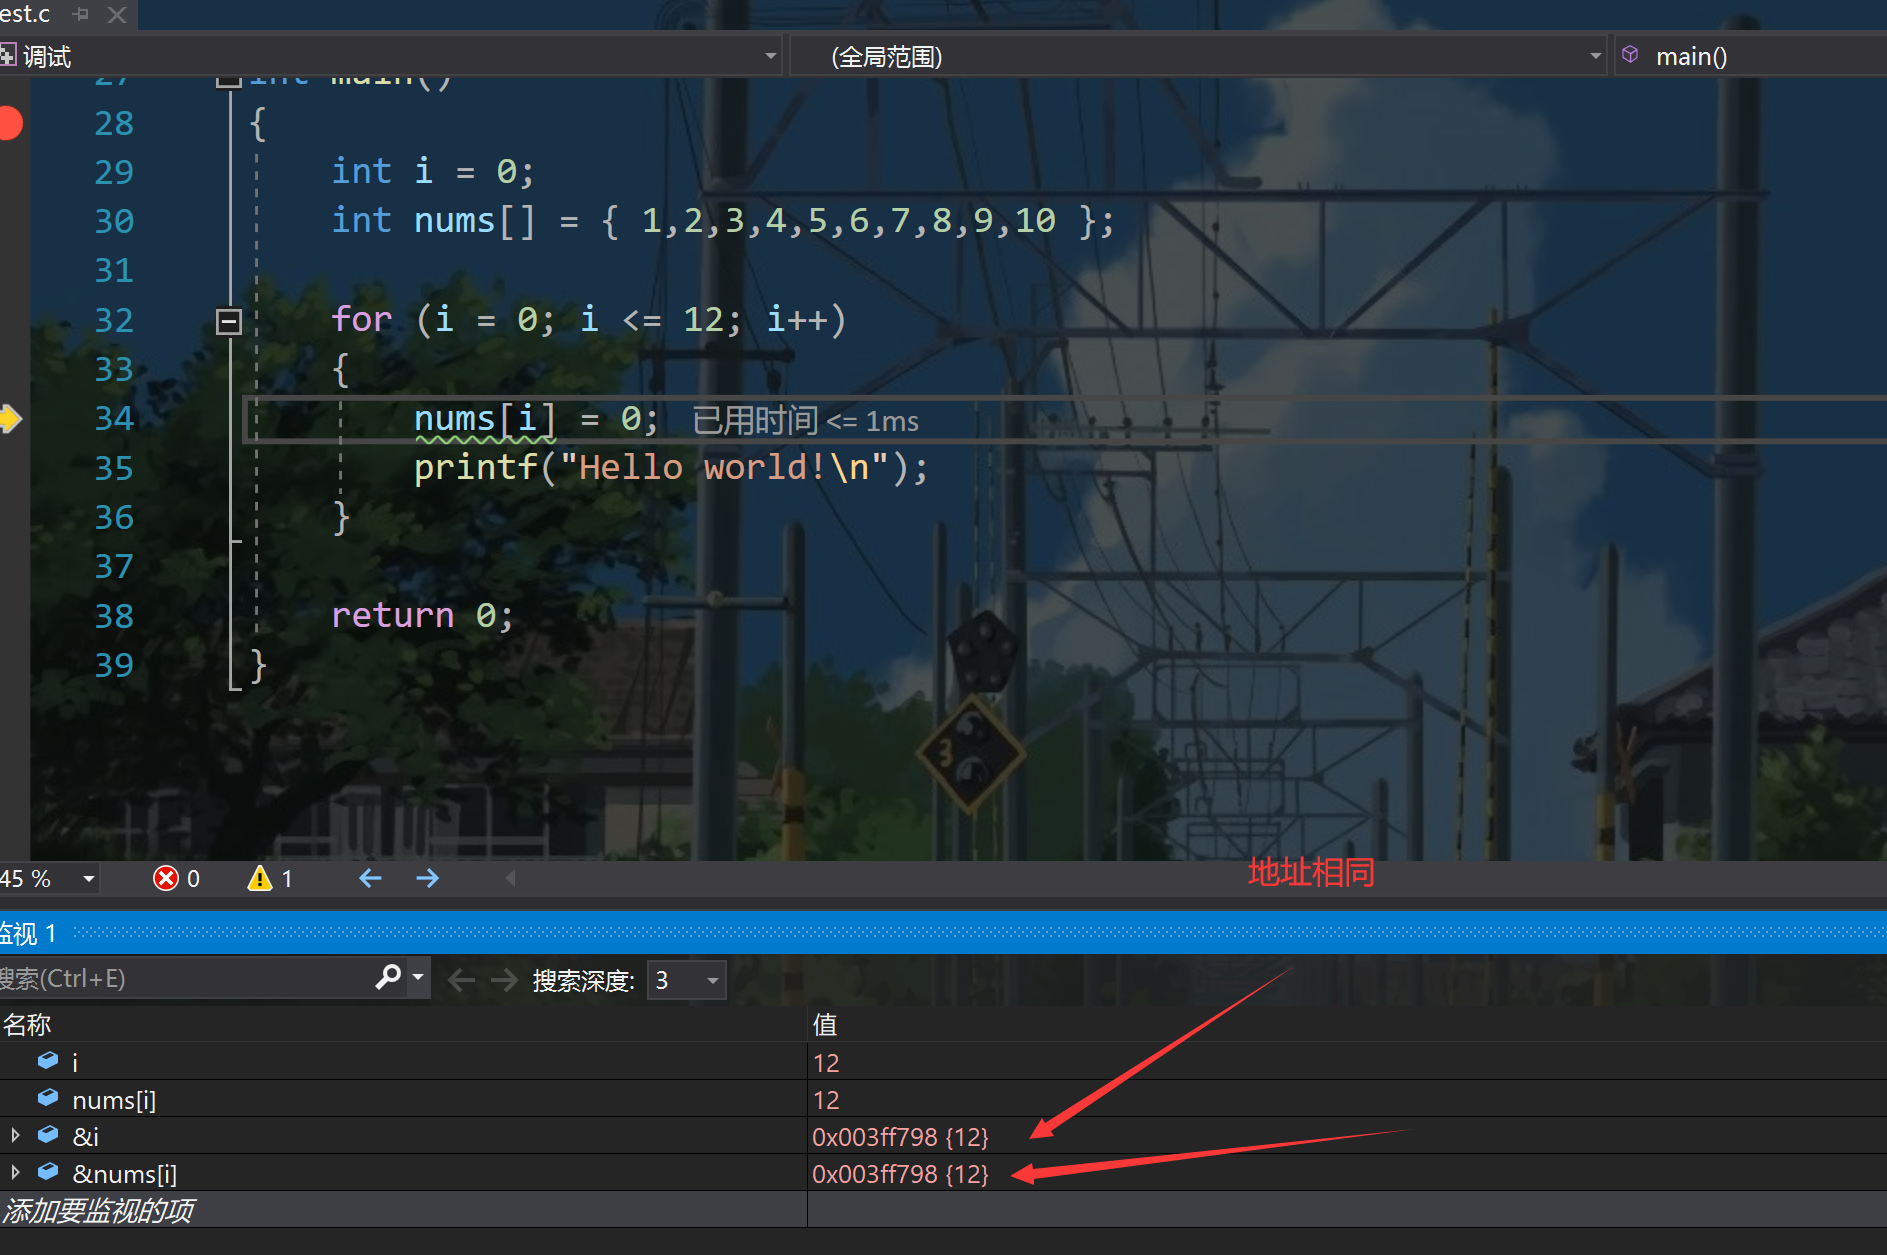 est.c
调试
(全局范围)
main()
27 int main()
28 {
29 int i = 0;
30 int nums[] = { 1,2,3,4,5,6,7,8,9,10 };
31
32 for (i = 0; i <= 12; i++)
33 {
34 nums[i] = 0; 已用时间 <= 1ms
35 printf("Hello world!\n");
36 }
37
38 return 0;
39 }
45 %
0
1
地址相同
监视 1
搜索(Ctrl+E)
搜索深度: 3
名称 值
i 12
nums[i] 12
&i 0x003ff798 {12}
&nums[i] 0x003ff798 {12}
添加要监视的项
3